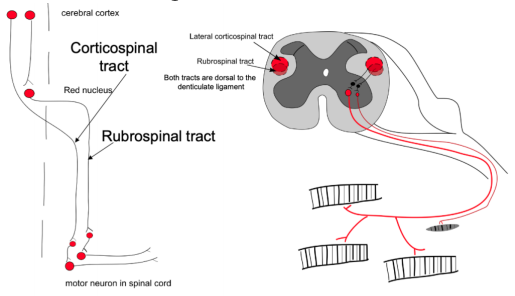 cerebral cortex
Corticospinal
tract
Red nucleus
Rubrospinal tract
motor neuron in spinal cord
Lateral corticospinal tract
Rubrospinal tract
Both tracts are dorsal to the
denticulate ligament